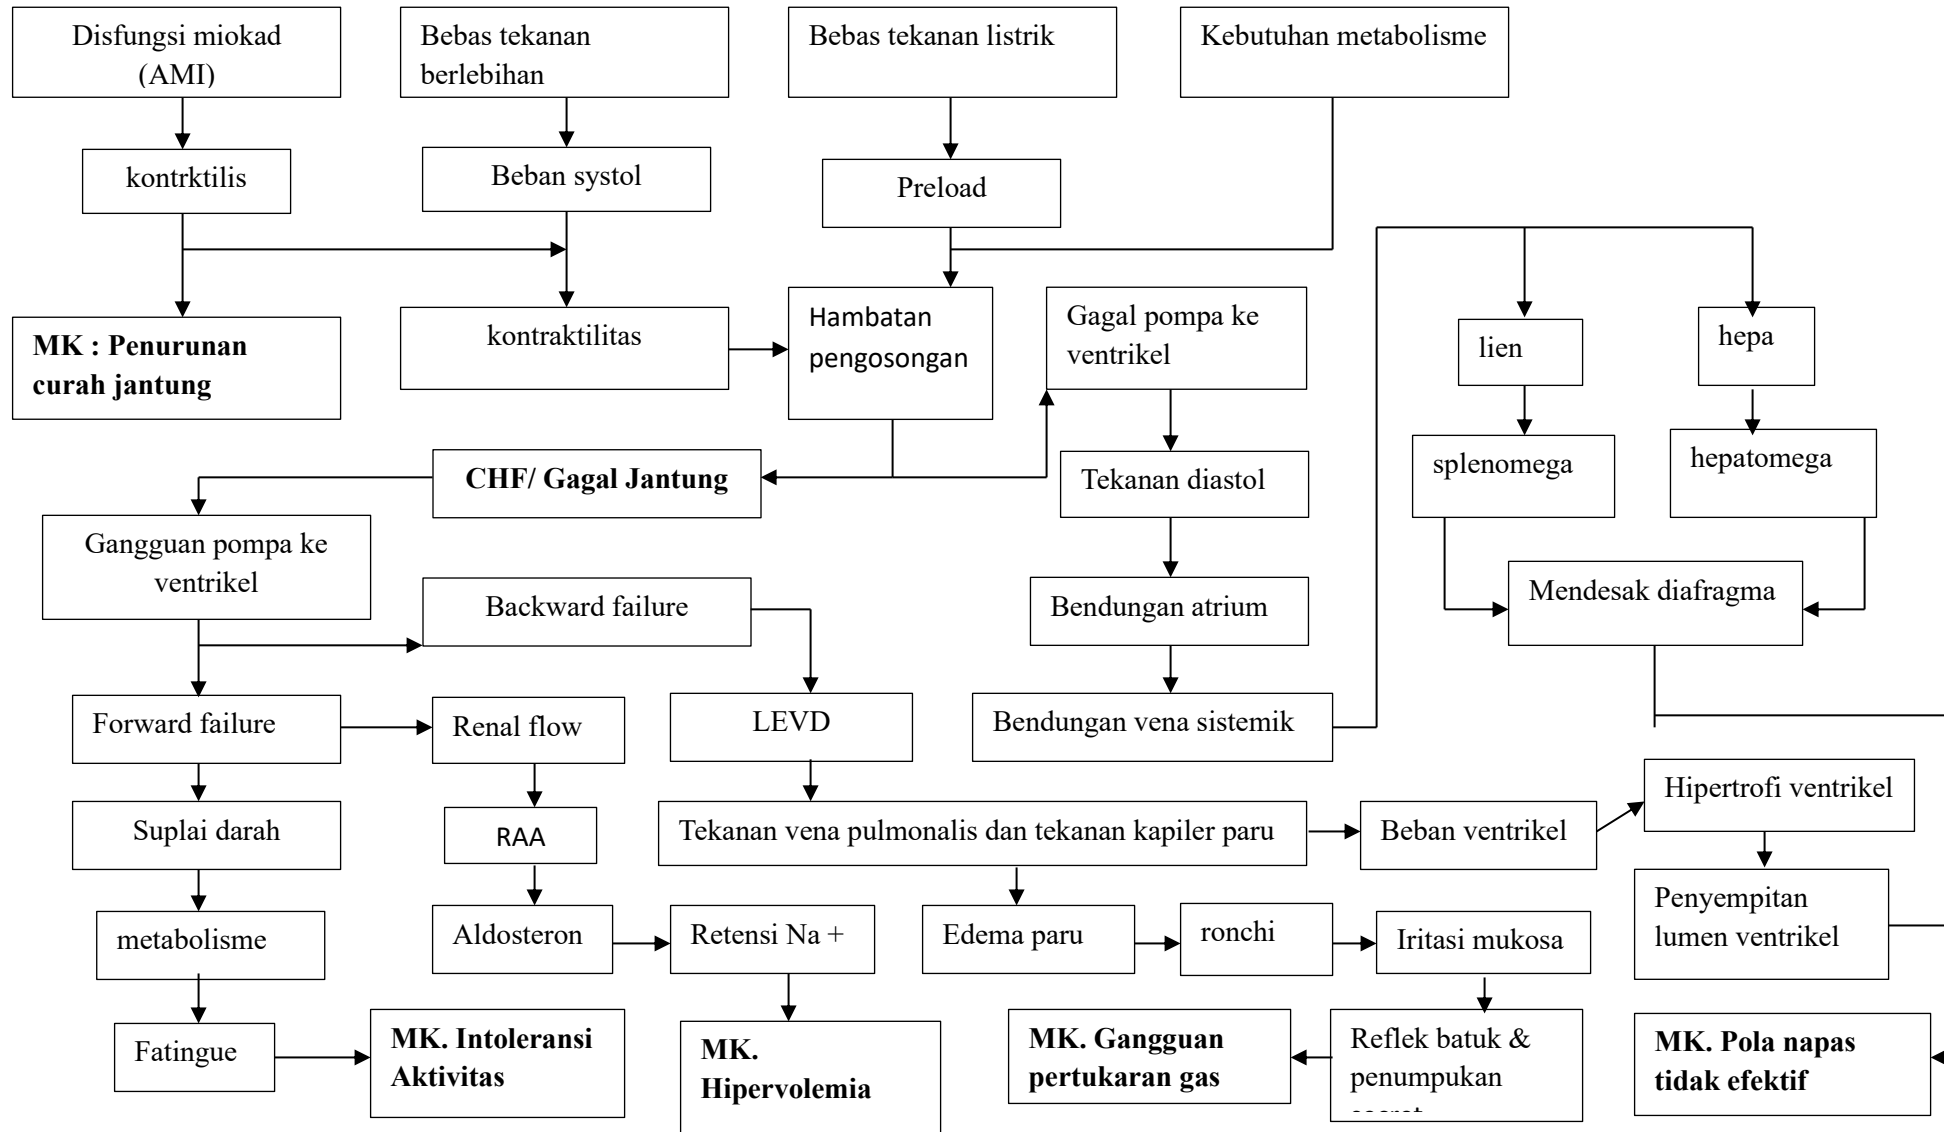 Disfungsi miokad
(AMI)
Bebas tekanan
berlebihan
Bebas tekanan listrik
Kebutuhan metabolisme
kontrktilis
Beban systol
Preload
MK : Penurunan
curah jantung
kontraktilitas
Hambatan
pengosongan
Gagal pompa ke
ventrikel
lien
hepa
CHF/ Gagal Jantung
Tekanan diastol
splenomega
hepatomega
Gangguan pompa ke
ventrikel
Backward failure
Bendungan atrium
Mendesak diafragma
Forward failure
Renal flow
LEVD
Bendungan vena sistemik
Suplai darah
RAA
Tekanan vena pulmonalis dan tekanan kapiler paru
Beban ventrikel
Hipertrofi ventrikel
metabolisme
Aldosteron
Retensi Na +
Edema paru
ronchi
Iritasi mukosa
Penyempitan
lumen ventrikel
Fatingue
MK. Intoleransi
Aktivitas
MK.
Hipervolemia
MK. Gangguan
pertukaran gas
Reflek batuk &
penumpukan
MK. Pola napas
tidak efektif